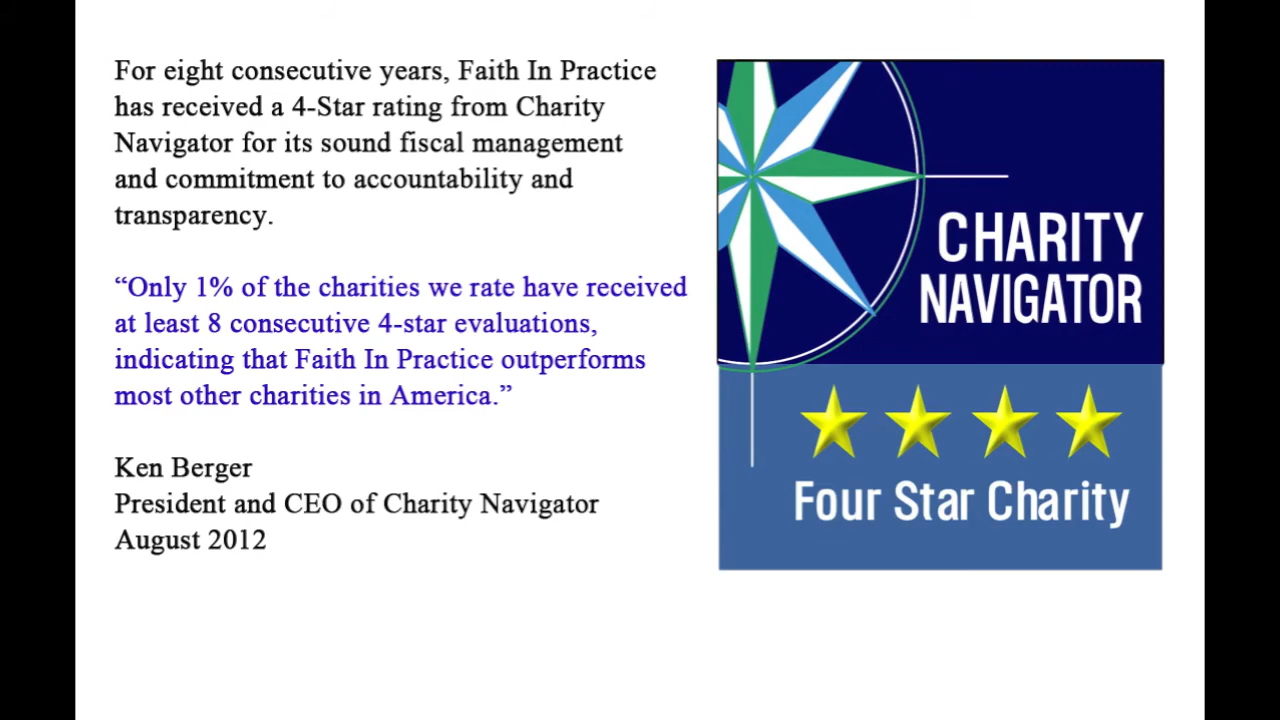 For eight consecutive years, Faith In Practice
has received a 4-Star rating from Charity
Navigator for its sound fiscal management
and commitment to accountability and
transparency.
“Only 1% of the charities we rate have received
at least 8 consecutive 4-star evaluations,
indicating that Faith In Practice outperforms
most other charities in America.”
Ken Berger
President and CEO of Charity Navigator
August 2012
CHARITY
NAVIGATOR
Four Star Charity